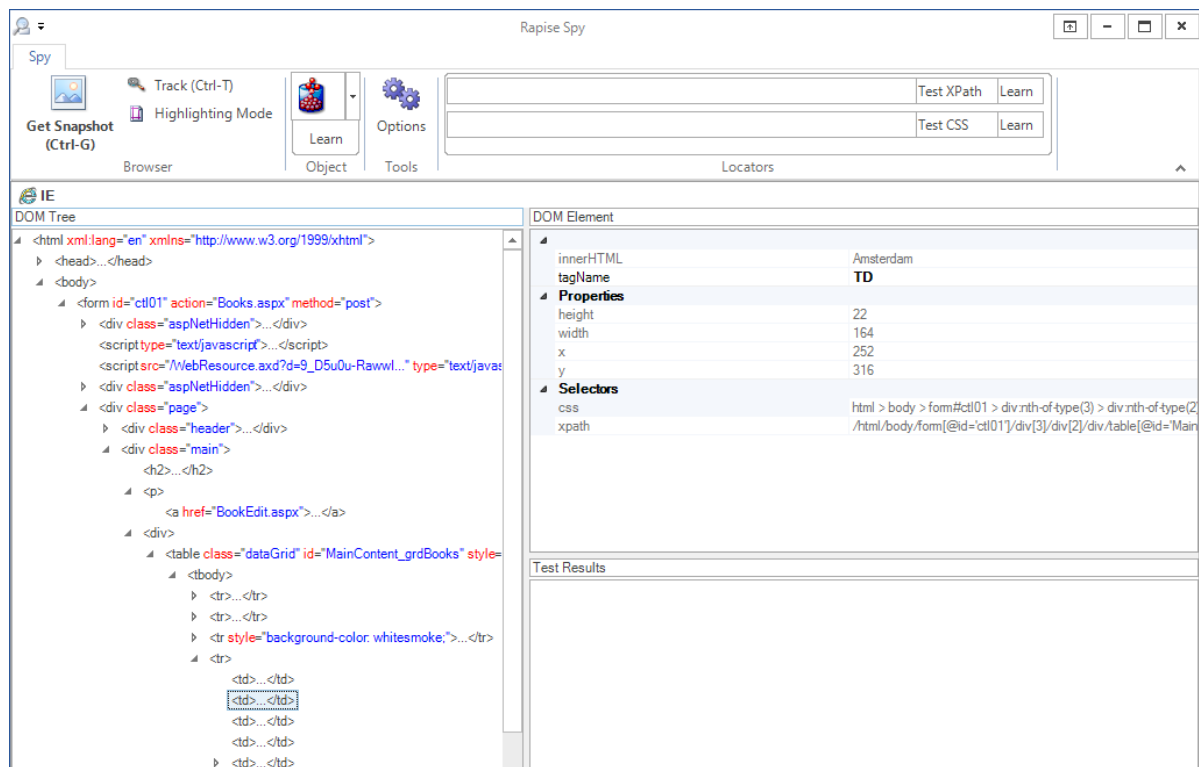 Rapise Spy
Spy
Get Snapshot
(Ctrl-G)
Track (Ctrl-T)
Highlighting Mode
Browser
Learn
Object
Options
Tools
Test XPath Learn
Test CSS Learn
Locators
IE
DOM Tree
<html xml:lang="en" xmlns="http://www.w3.org/1999/xhtml">
<head>...</head>
<body>
<form id="ctl01" action="Books.aspx" method="post">
<div class="aspNetHidden">...</div>
<script type="text/javascript">...</script>
<script src="/WebResource.axd?d=9_D5u0u-RawwI..." type="text/javas
<div class="aspNetHidden">...</div>
<div class="page">
<div class="header">...</div>
<div class="main">
<h2>...</h2>
<p>
<a href="BookEdit.aspx">...</a>
<div>
<table class="dataGrid" id="MainContent_grdBooks" style=
<tbody>
<tr>...</tr>
<tr>...</tr>
<tr style="background-color: whitesmoke;">...</tr>
<tr>
<td>...</td>
<td>...</td>
<td>...</td>
<td>...</td>
<td>...</td>
DOM Element
innerHTML Amsterdam
tagName TD
Properties
height 22
width 164
x 252
y 316
Selectors
css html > body > form#ctl01 > div:nth-of-type(3) > div:nth-of-type(2)
xpath /html/body/form[@id='ctl01']/div[3]/div[2]/div/table[@id='Main
Test Results